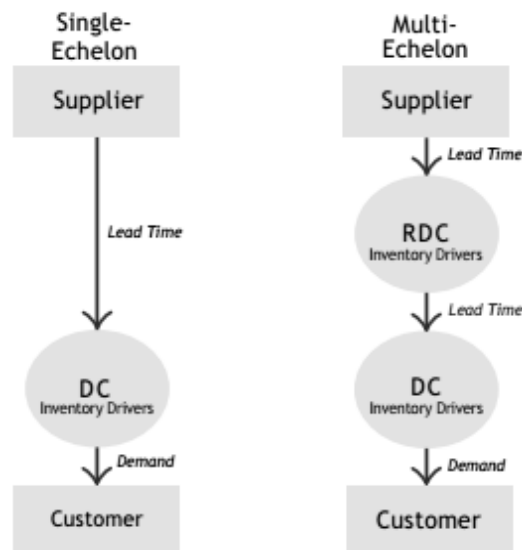 Single-
Echelon
Supplier
Lead Time
DC
Inventory Drivers
Demand
Customer
Multi-
Echelon
Supplier
Lead Time
RDC
Inventory Drivers
Lead Time
DC
Inventory Drivers
Demand
Customer